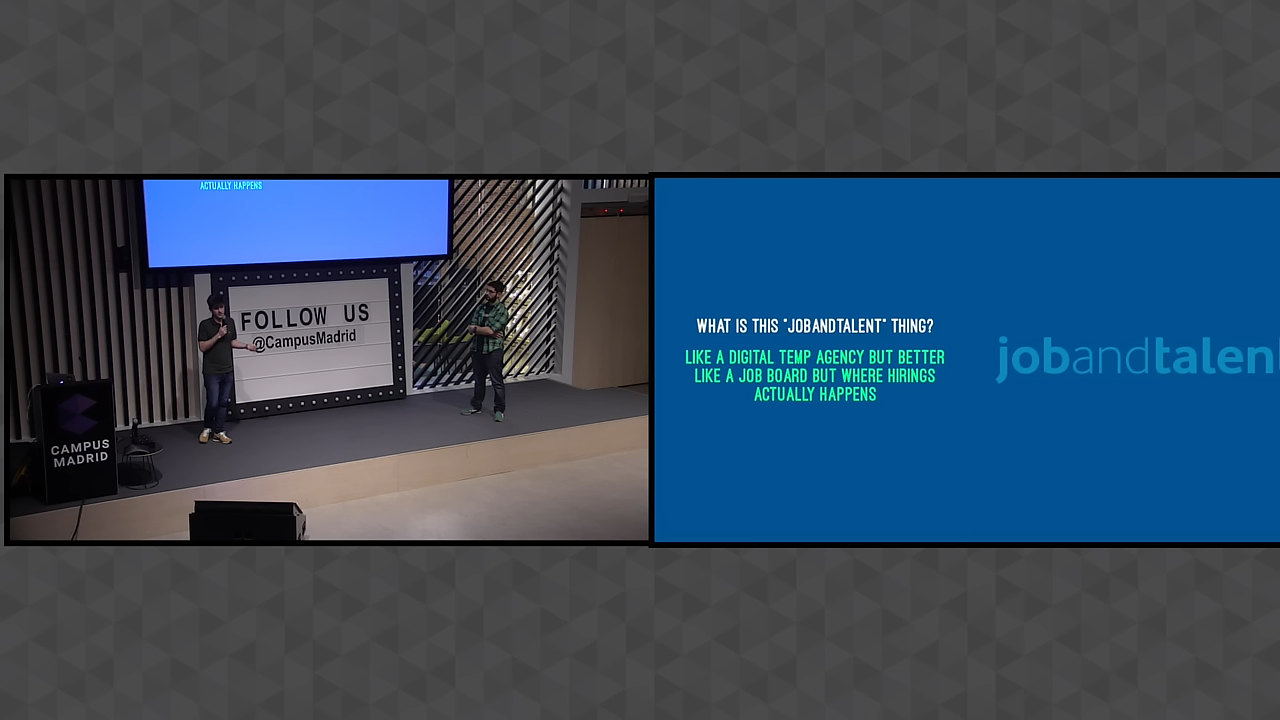 ACTUALLY HAPPENS
FOLLOW US
@CampusMadrid
CAMPUS
MADRID
WHAT IS THIS "JOBANDTALENT" THING?
LIKE A DIGITAL TEMP AGENCY BUT BETTER
LIKE A JOB BOARD BUT WHERE HIRINGS
ACTUALLY HAPPENS
jobandtalen